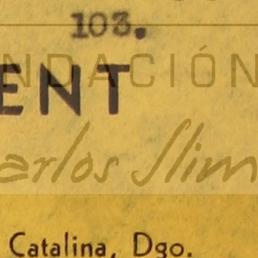 103.
NDACIÓN
ENT
arlos Slim
Catalina, Dgo.